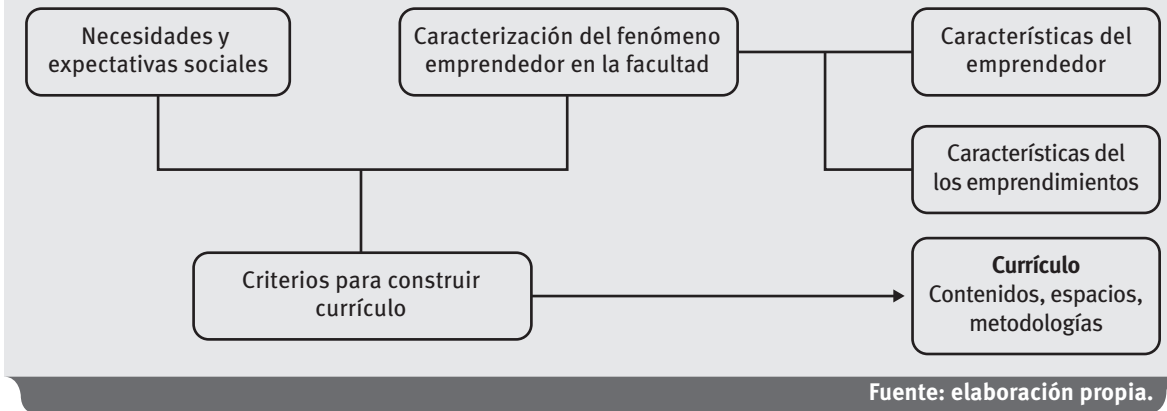 Necesidades y
expectativas sociales
Caracterización del fenómeno
emprendedor en la facultad
Características del
emprendedor
Características del
los emprendimientos
Criterios para construir
currículo
Currículo
Contenidos, espacios,
metodologías
Fuente: elaboración propia.